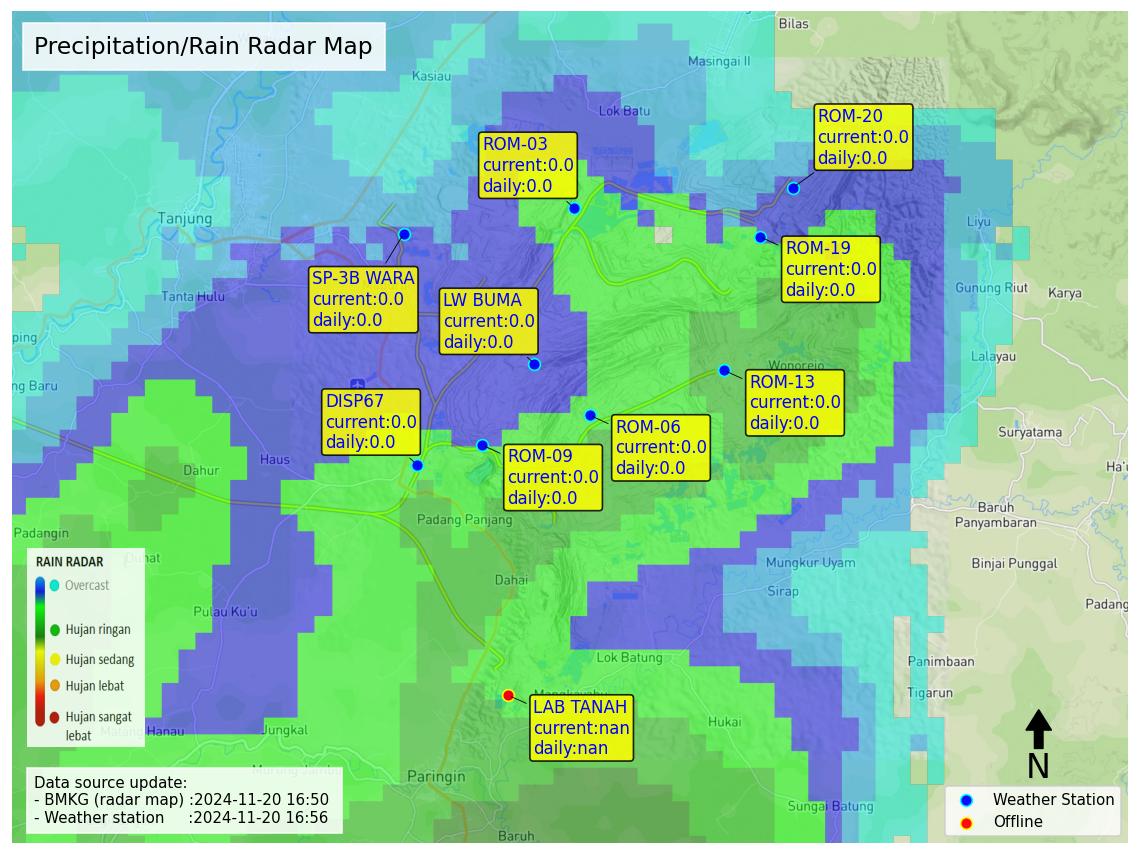 Precipitation/Rain Radar Map
Bilas
Masingai II
Kasiau
Lok Batu
ROM-20
current:0.0
daily:0.0
ROM-03
current:0.0
daily:0.0
Tanjung
Liyu
ROM-19
current:0.0
daily:0.0
SP-3B WARA
current:0.0
daily:0.0
Tanta Hulu
LW BUMA
current:0.0
daily:0.0
Gunung Riut
Karya
ping
Lalayau
Wonorejo
ng Baru
ROM-13
current:0.0
daily:0.0
DISP67
current:0.0
daily:0.0
ROM-06
current:0.0
daily:0.0
Suryatama
Haus
Dahur
ROM-09
current:0.0
daily:0.0
Ha'u
Baruh
Panyambaran
Padang Panjang
Padangin
Mungkur Uyam
Binjai Punggal
Dahai
Sirap
Padang
Pulau Ku'u
RAIN RADAR
Overcast
Hujan ringan
Hujan sedang
Hujan lebat
Hujan sangat
lebat
Lok Batung
Panimbaan
Tigarun
LAB TANAH
current:nan
daily:nan
Hukai
Jungkal
Hanau
Paringin
Sungai Batung
Baruh
Data source update:
- BMKG (radar map) :2024-11-20 16:50
- Weather station :2024-11-20 16:56
N
Weather Station
Offline